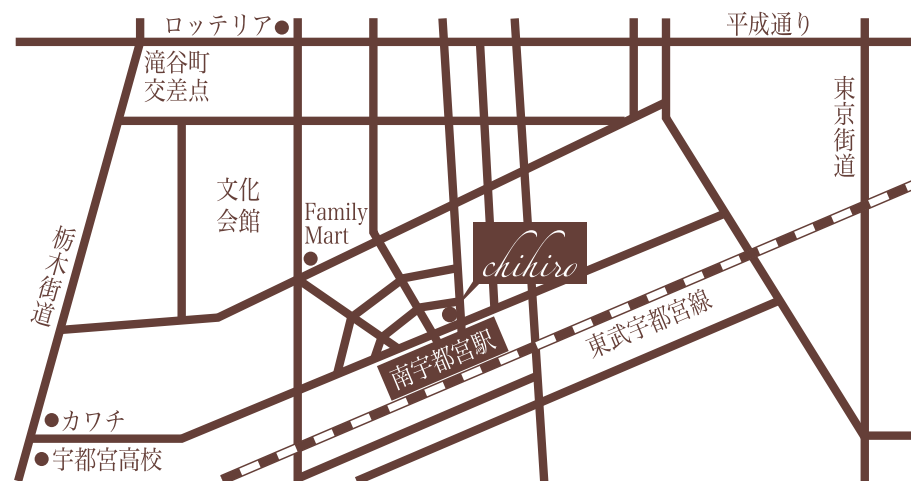 ロッテリア
平成通り
滝谷町
交差点
東京街道
文化
会館
Family
Mart
栃木街道
chihiro
東武宇都宮線
南宇都宮駅
カワチ
宇都宮高校